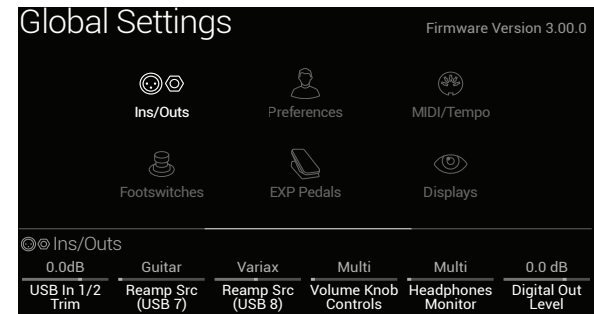 Global Settings
Firmware Version 3.00.0
Ins/Outs
Preferences
MIDI/Tempo
Footswitches
EXP Pedals
Displays
Ins/Outs
0.0dB
Guitar
Variax
Multi
Multi
0.0 dB
USB In 1/2
Trim
Reamp Src
(USB 7)
Reamp Src
(USB 8)
Volume Knob
Controls
Headphones
Monitor
Digital Out
Level